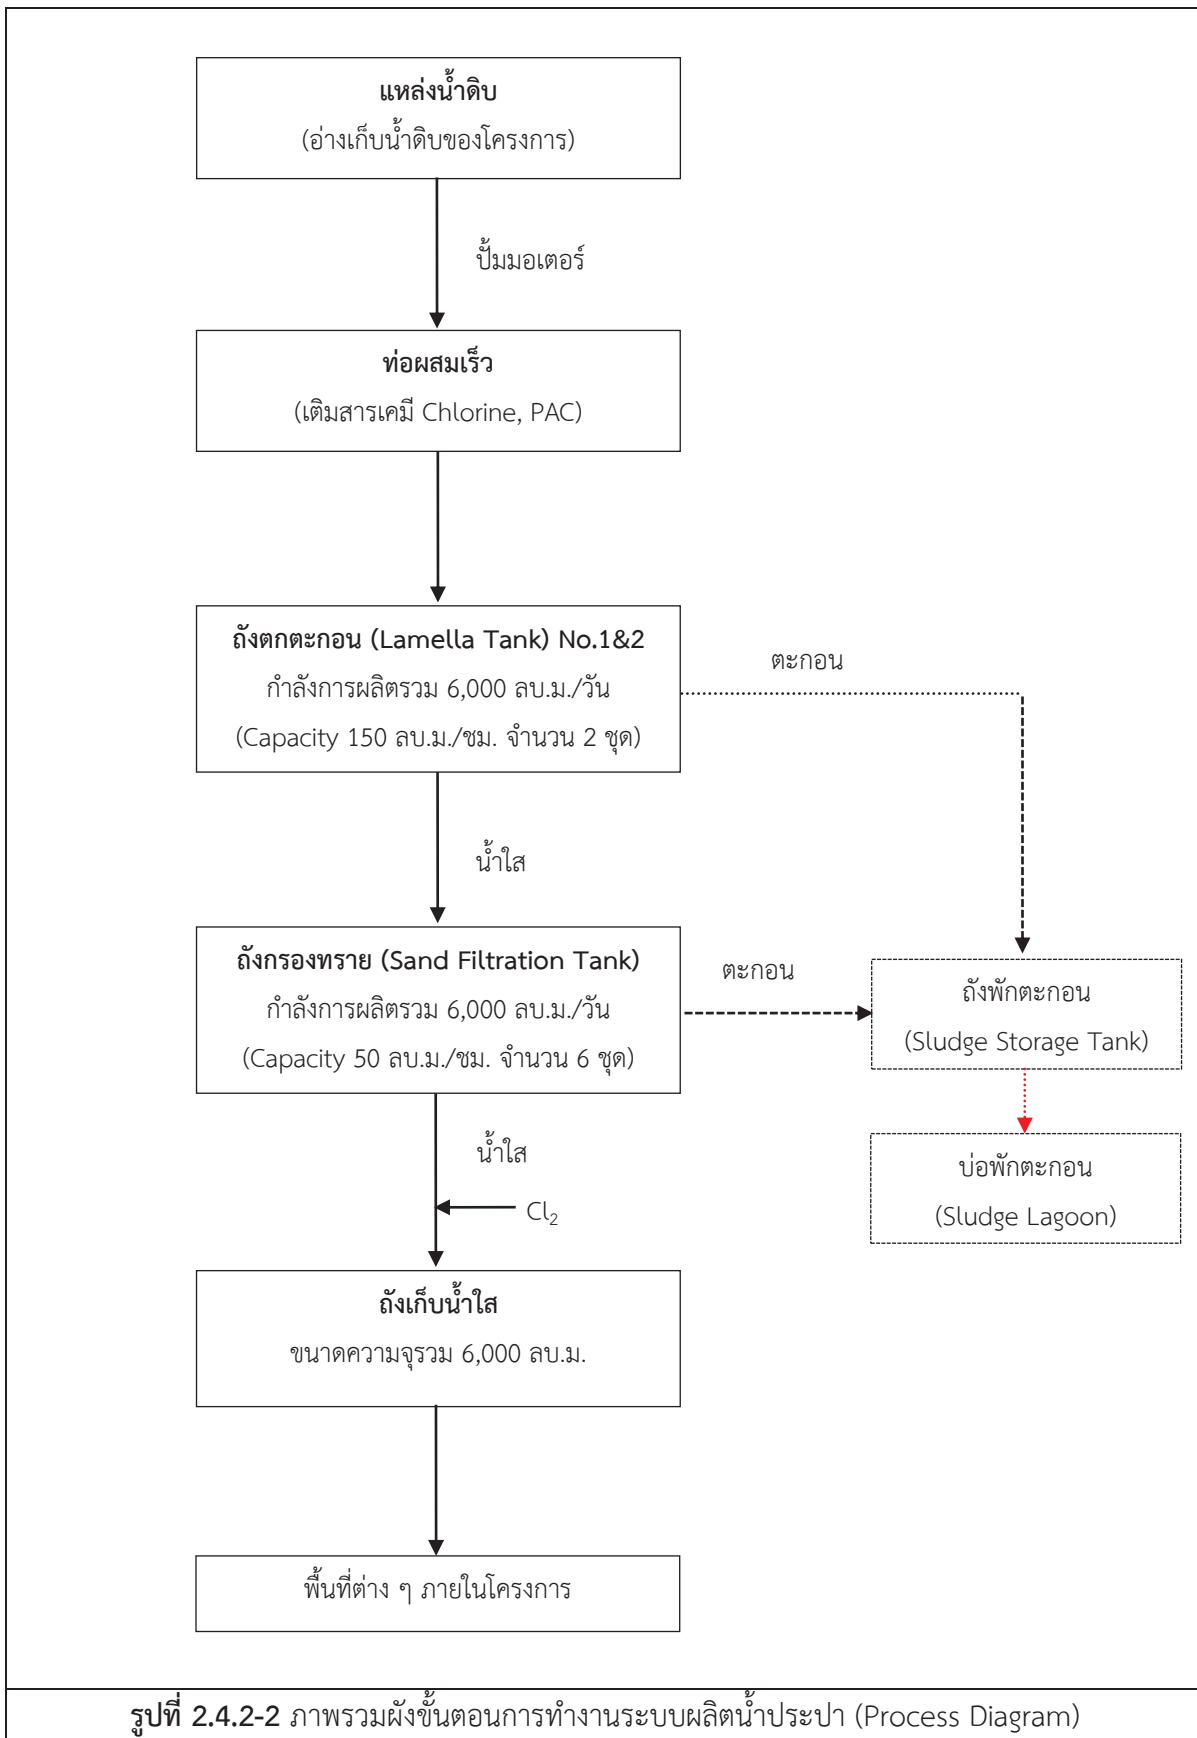 แหล่งน้ำดิบ
(อ่างเก็บน้ำดิบของโครงการ)
ปั้มมอเตอร์
ท่อผสมเร็ว
(เติมสารเคมี Chlorine, PAC)
ถังตกตะกอน (Lamella Tank) No.1&2
กำลังการผลิตรวม 6,000 ลบ.ม./วัน
(Capacity 150 ลบ.ม./ชม. จำนวน 2 ชุด)
ตะกอน
น้ำใส
ถังกรองทราย (Sand Filtration Tank)
กำลังการผลิตรวม 6,000 ลบ.ม./วัน
(Capacity 50 ลบ.ม./ชม. จำนวน 6 ชุด)
ตะกอน
ถังพักตะกอน
(Sludge Storage Tank)
น้ำใส
Cl₂
บ่อพักตะกอน
(Sludge Lagoon)
ถังเก็บน้ำใส
ขนาดความจุรวม 6,000 ลบ.ม.
พื้นที่ต่าง ๆ ภายในโครงการ
รูปที่ 2.4.2-2 ภาพรวมผังขั้นตอนการทำงานระบบผลิตน้ำประปา (Process Diagram)